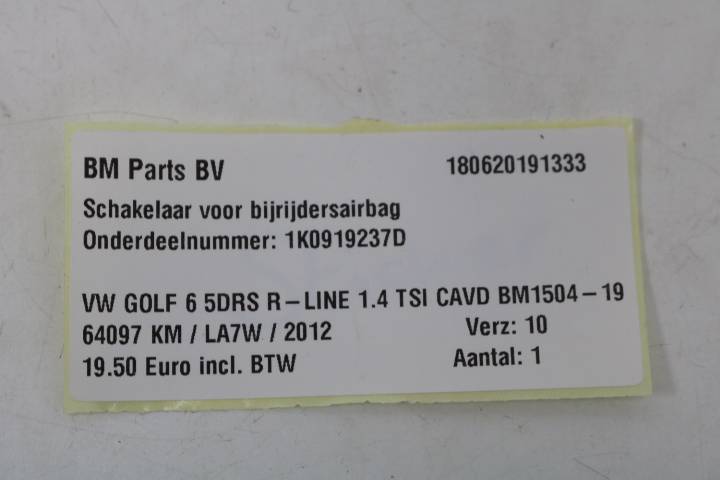 BM Parts BV 180620191333
Schakelaar voor bijrijdersairbag
Onderdeelnummer: 1K0919237D
VW GOLF 6 5DRS R-LINE 1.4 TSI CAVD BM1504-19
64097 KM / LA7W / 2012 Verz: 10
19.50 Euro incl. BTW Aantal: 1